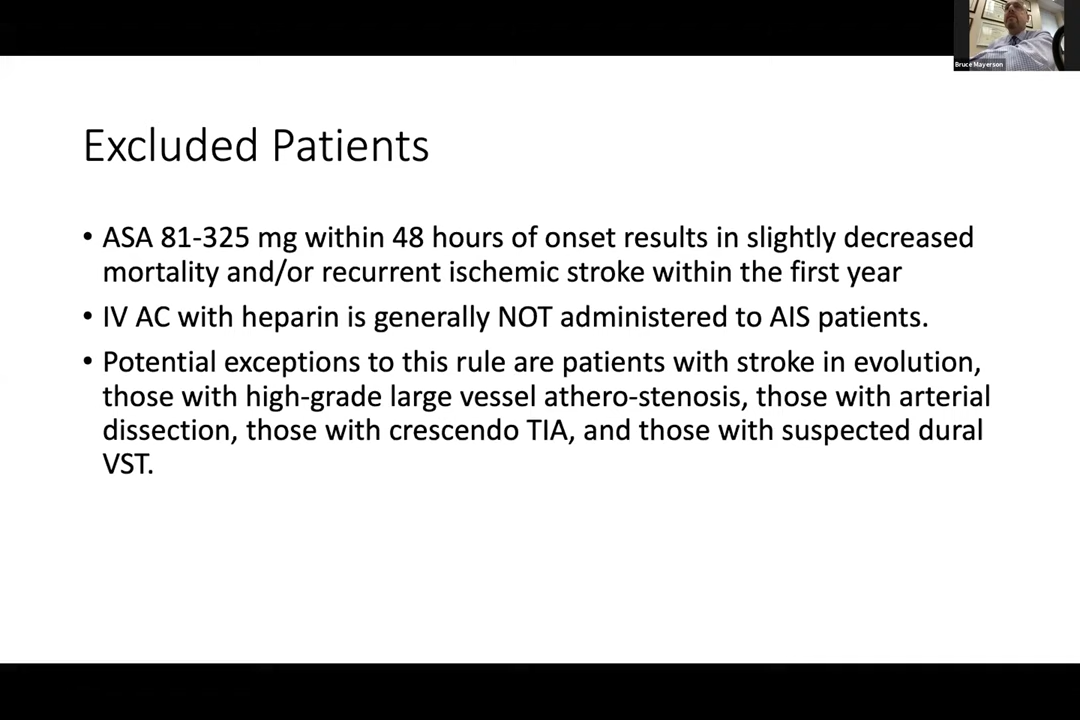 Bruce Mayerson
Excluded Patients
• ASA 81-325 mg within 48 hours of onset results in slightly decreased
mortality and/or recurrent ischemic stroke within the first year
• IV AC with heparin is generally NOT administered to AIS patients.
• Potential exceptions to this rule are patients with stroke in evolution,
those with high-grade large vessel athero-stenosis, those with arterial
dissection, those with crescendo TIA, and those with suspected dural
VST.